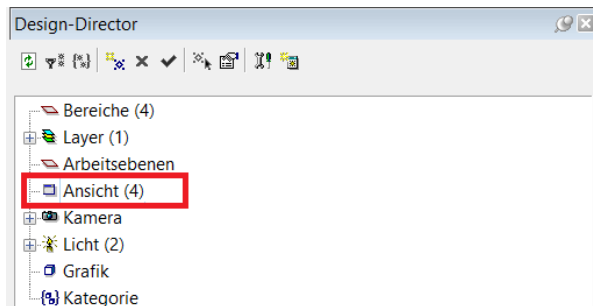 Design-Director
Bereiche (4)
Layer (1)
Arbeitsebenen
Ansicht (4)
Kamera
Licht (2)
Grafik
Kategorie